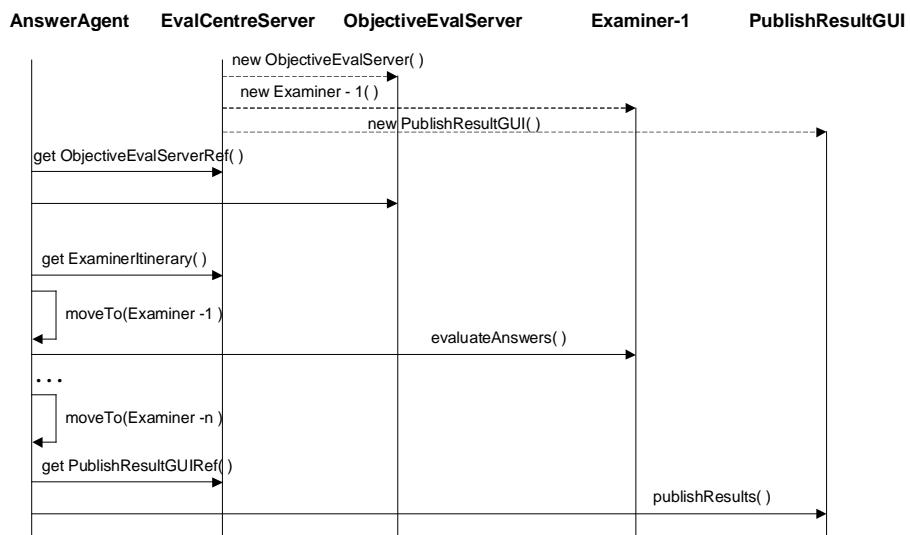 AnswerAgent EvalCentreServer ObjectiveEvalServer Examiner-1 PublishResultGUI
new ObjectiveEvalServer( )
new Examiner - 1( )
new PublishResultGUI( )
get ObjectiveEvalServerRef( )
get ExaminerItinerary( )
moveTo(Examiner -1 )
evaluateAnswers( )
...
moveTo(Examiner -n )
get PublishResultGUIRef( )
publishResults( )